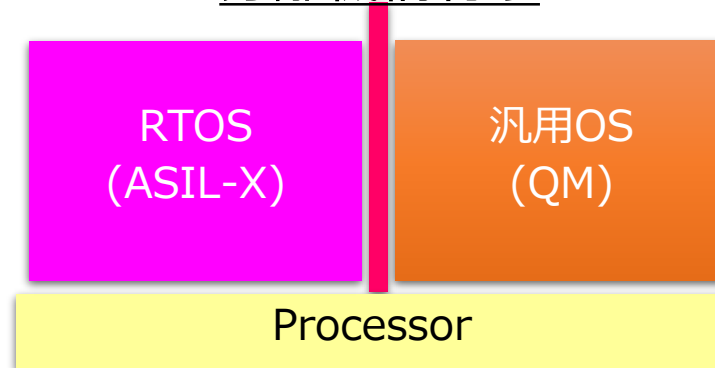 RTOS
(ASIL-X)
汎用OS
(QM)
Processor